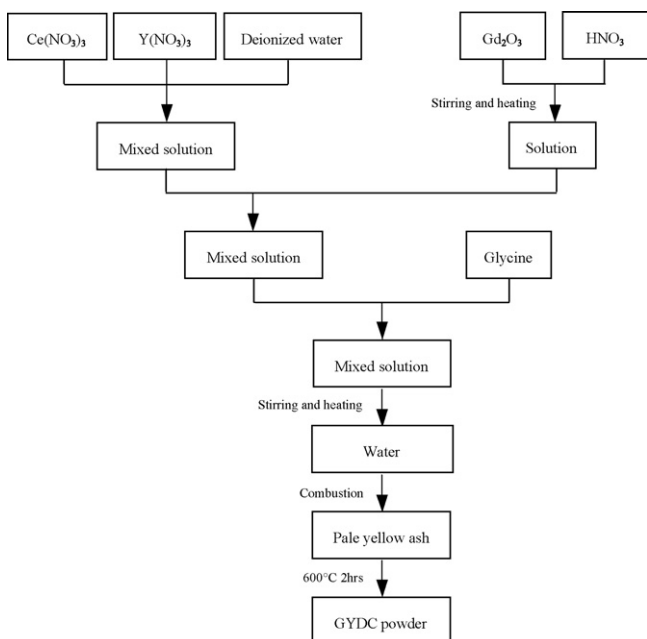 Ce(NO₃)₃
Y(NO₃)₃
Deionized water
Gd₂O₃
HNO₃
Stirring and heating
Mixed solution
Solution
Mixed solution
Glycine
Mixed solution
Stirring and heating
Water
Combustion
Pale yellow ash
600°C 2hrs
GYDC powder